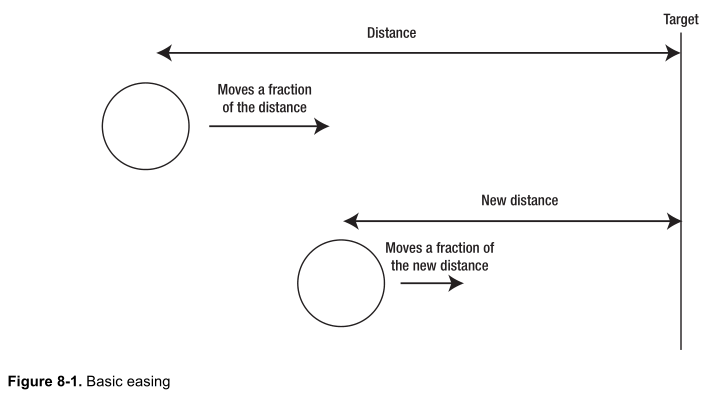 Target
Distance
Moves a fraction
of the distance
New distance
Moves a fraction of
the new distance
Figure 8-1. Basic easing